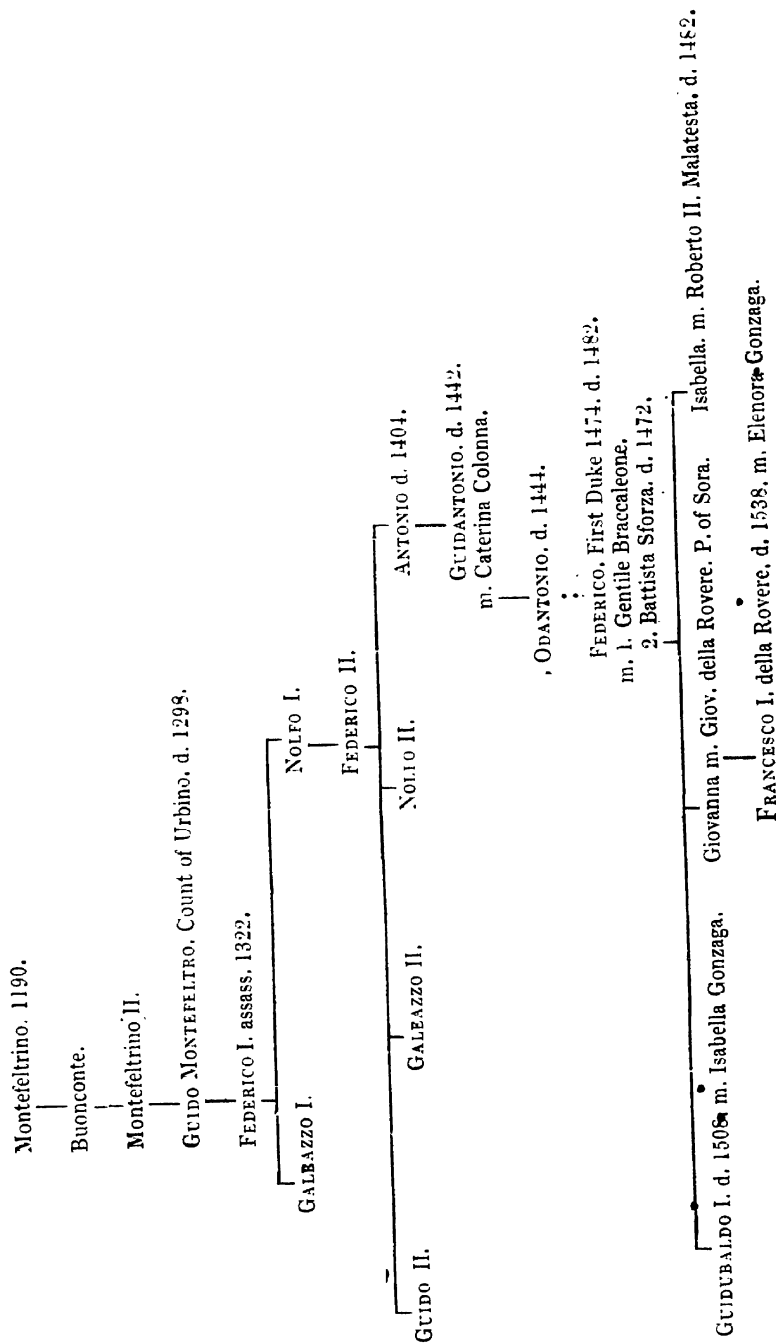 Montefeltrino. 1190.
Buonconte.
Montefeltrino II.
GUIDO MONTEFELTRO, Count of Urbino, d. 1298.
FEDERICO I. assass. 1322.
GALEAZZO I.
NOLFO I.
FEDERICO II.
GUIDO II.
GALEAZZO II.
NOLFO II.
ANTONIO d. 1404.
GUIDANTONIO. d. 1442.
m. Caterina Colonna.
ODANTONIO. d. 1444.
FEDERICO, First Duke 1474. d. 1482.
m. 1. Gentile Braccaleone.
2. Battista Sforza. d. 1472.
GUIDUBALDO I. d. 1508. m. Isabella Gonzaga.
Giovanna m. Giov. della Rovere. P. of Sora.
Isabella. m. Roberto II. Malatesta. d. 1482.
FRANCESCO I. della Rovere. d. 1538. m. Elenora Gonzaga.